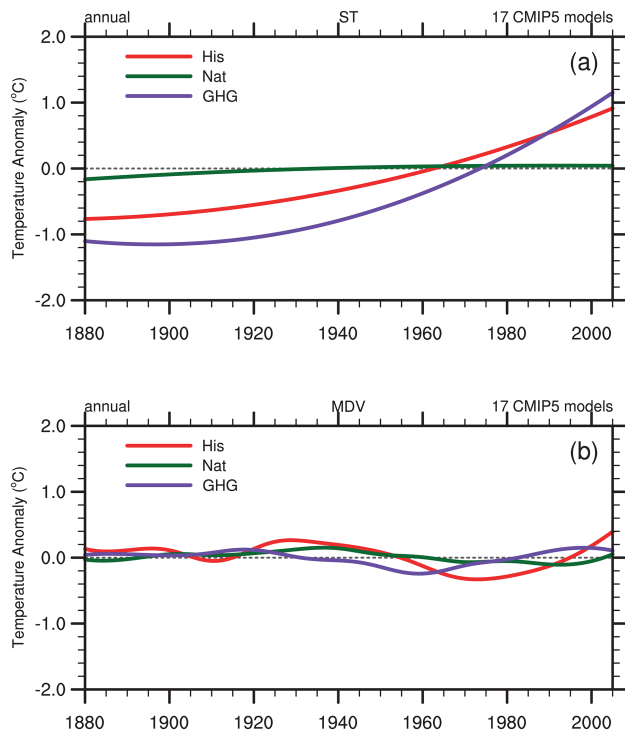 annual ST 17 CMIP5 models
2.0
His
(a)
Nat
1.0
GHG
0.0
-1.0
-2.0
Temperature Anomaly (°C)
1880 1900 1920 1940 1960 1980 2000
annual MDV 17 CMIP5 models
2.0
His
(b)
Nat
1.0
GHG
0.0
-1.0
-2.0
Temperature Anomaly (°C)
1880 1900 1920 1940 1960 1980 2000